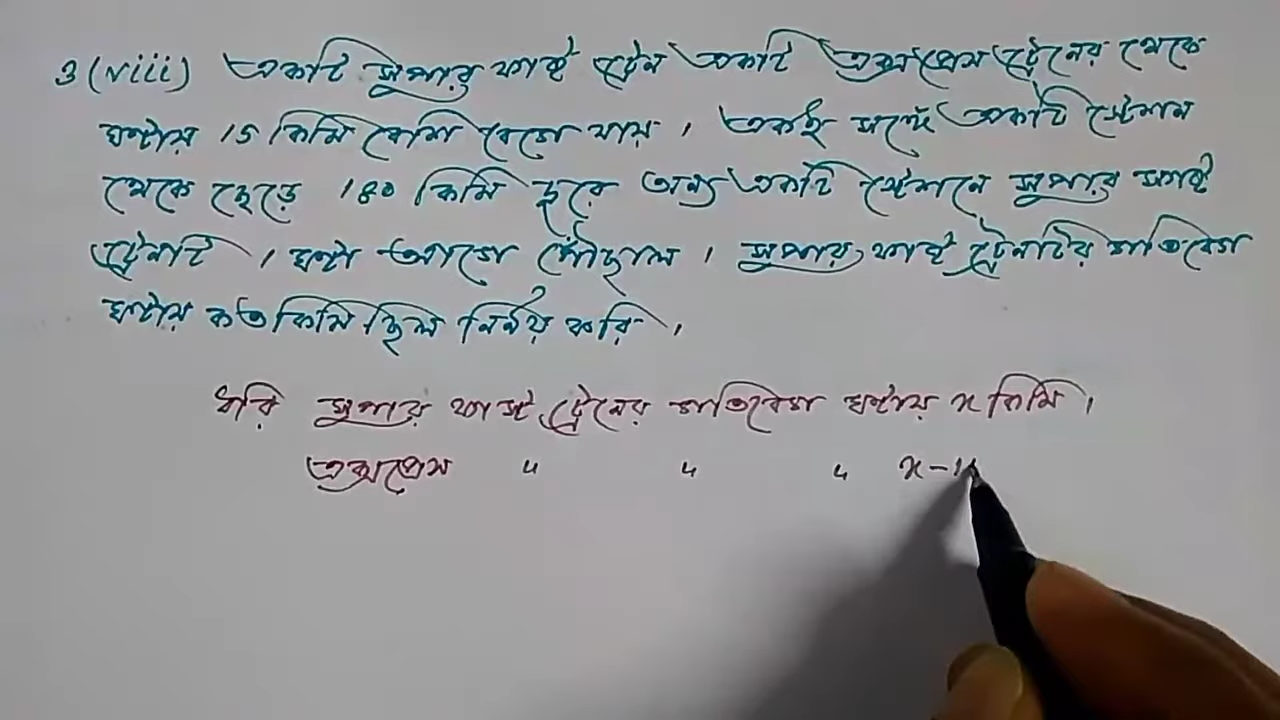 3 (viii) একটি সুপার ফাস্ট ট্রেন একটি এক্সপ্রেস ট্রেনের থেকে
ঘণ্টায় 15 কিমি বেশি বেগে যায় । একই সঙ্গে একটি স্টেশন
থেকে ছেড়ে 180 কিমি দূরে অন্য একটি স্টেশনে সুপার ফাস্ট
ট্রেনটি 1 ঘণ্টা আগে পৌঁছাল । সুপার ফাস্ট ট্রেনটির গতিবেগ
ঘণ্টায় কত কিমি ছিল নির্ণয় করি ।
ধরি সুপার ফাস্ট ট্রেনের গতিবেগ ঘণ্টায় x কিমি ।
এক্সপ্রেস " " " x - 1